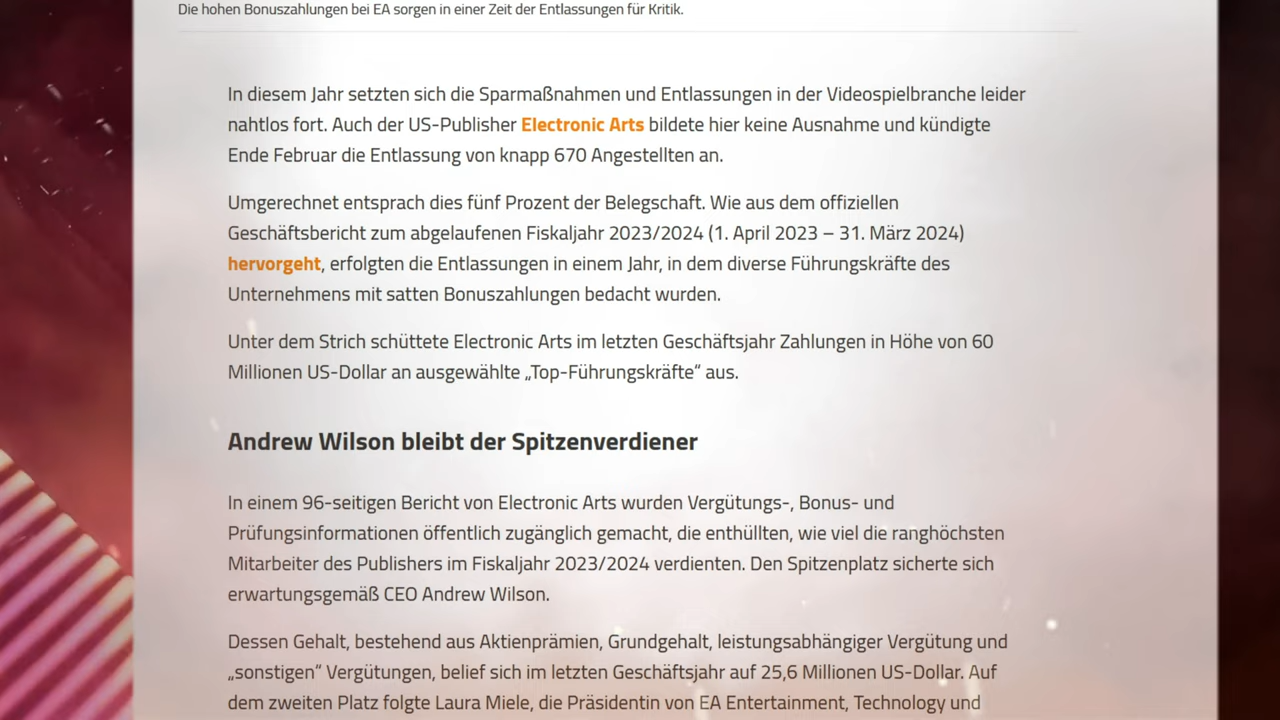 Die hohen Bonuszahlungen bei EA sorgen in einer Zeit der Entlassungen für Kritik.
In diesem Jahr setzten sich die Sparmaßnahmen und Entlassungen in der Videospielbranche leider
nahtlos fort. Auch der US-Publisher Electronic Arts bildete hier keine Ausnahme und kündigte
Ende Februar die Entlassung von knapp 670 Angestellten an.
Umgerechnet entsprach dies fünf Prozent der Belegschaft. Wie aus dem offiziellen
Geschäftsbericht zum abgelaufenen Fiskaljahr 2023/2024 (1. April 2023 – 31. März 2024)
hervorgeht, erfolgten die Entlassungen in einem Jahr, in dem diverse Führungskräfte des
Unternehmens mit satten Bonuszahlungen bedacht wurden.
Unter dem Strich schüttete Electronic Arts im letzten Geschäftsjahr Zahlungen in Höhe von 60
Millionen US-Dollar an ausgewählte „Top-Führungskräfte“ aus.
Andrew Wilson bleibt der Spitzenverdiener
In einem 96-seitigen Bericht von Electronic Arts wurden Vergütungs-, Bonus- und
Prüfungsinformationen öffentlich zugänglich gemacht, die enthüllten, wie viel die ranghöchsten
Mitarbeiter des Publishers im Fiskaljahr 2023/2024 verdienten. Den Spitzenplatz sicherte sich
erwartungsgemäß CEO Andrew Wilson.
Dessen Gehalt, bestehend aus Aktienprämien, Grundgehalt, leistungsabhängiger Vergütung und
„sonstigen“ Vergütungen, belief sich im letzten Geschäftsjahr auf 25,6 Millionen US-Dollar. Auf
dem zweiten Platz folgte Laura Miele, die Präsidentin von EA Entertainment, Technology und